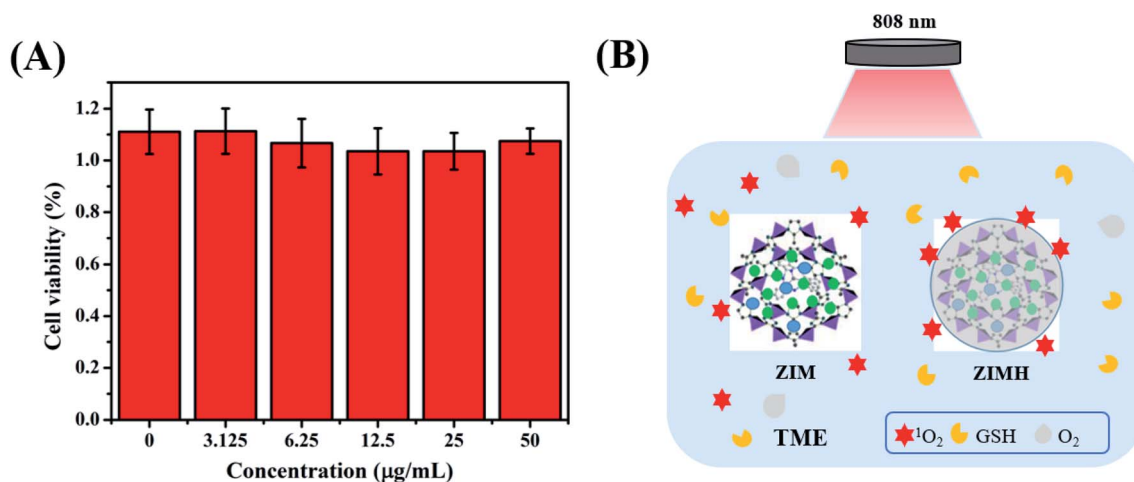 (A)
Cell viability (%)
1.2
1.0
0.8
0.6
0.4
0.2
0.0
0 3.125 6.25 12.5 25 50
Concentration (µg/mL)
(B)
808 nm
ZIM ZIMH
TME
¹O₂ GSH O₂